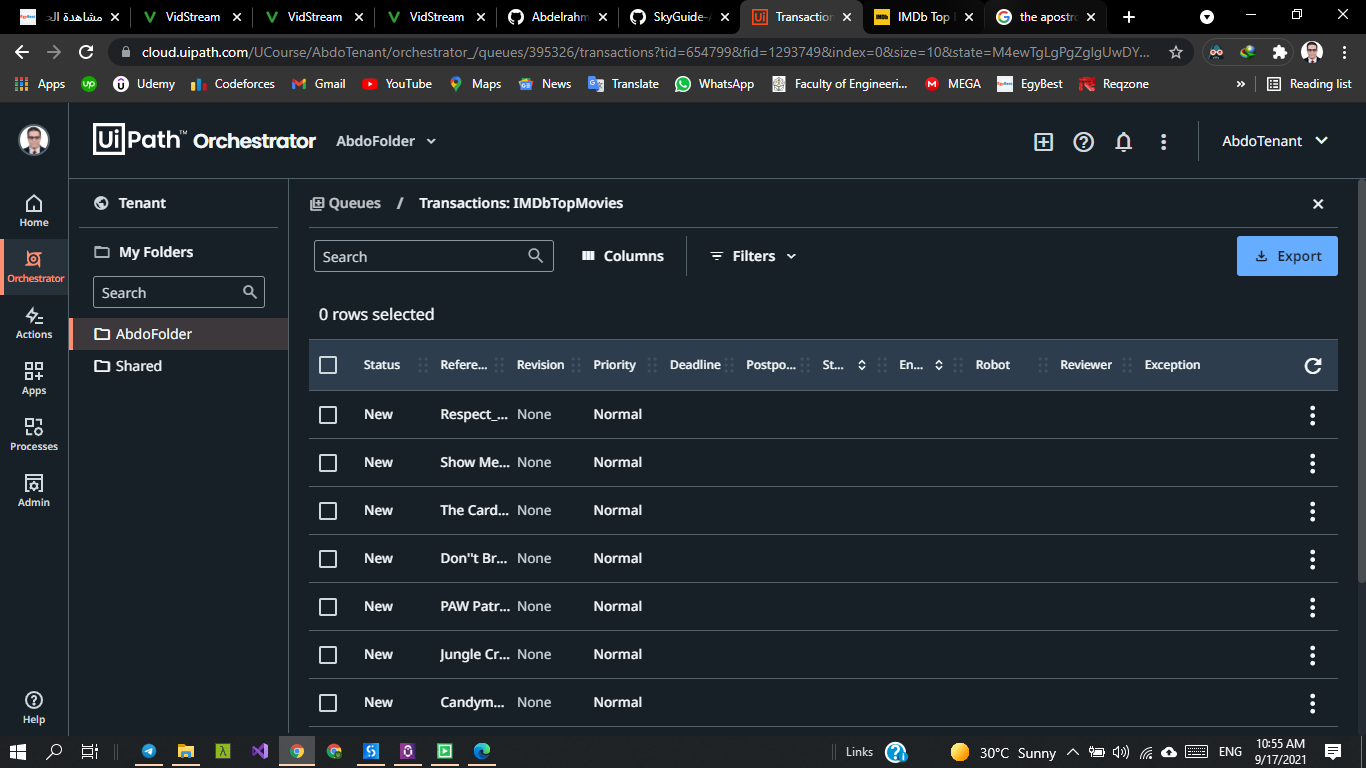 مشاهدة الح
VidStream
VidStream
VidStream
Abdelrahm
SkyGuide-A
Transaction
IMDb Top
the apostro
cloud.uipath.com/UCourse/AbdoTenant/orchestrator_/queues/395326/transactions?tid=654799&fid=1293749&index=0&size=10&state=M4ewTgLgPgZglgUwDY...
Apps
up
Udemy
Codeforces
Gmail
YouTube
Maps
News
Translate
WhatsApp
Faculty of Engineeri...
MEGA
EgyBest
Reqzone
»
Reading list
UiPath™ Orchestrator
AbdoFolder
AbdoTenant
Home
Orchestrator
Actions
Apps
Processes
Admin
Help
Tenant
My Folders
Search
AbdoFolder
Shared
Queues / Transactions: IMDbTopMovies
Search
Columns
Filters
Export
0 rows selected
Status Refere... Revision Priority Deadline Postpo... St... En... Robot Reviewer Exception
New Respect_... None Normal
New Show Me... None Normal
New The Card... None Normal
New Don''t Br... None Normal
New PAW Patr... None Normal
New Jungle Cr... None Normal
New Candym... None Normal
Links
30°C Sunny
ENG
10:55 AM
9/17/2021